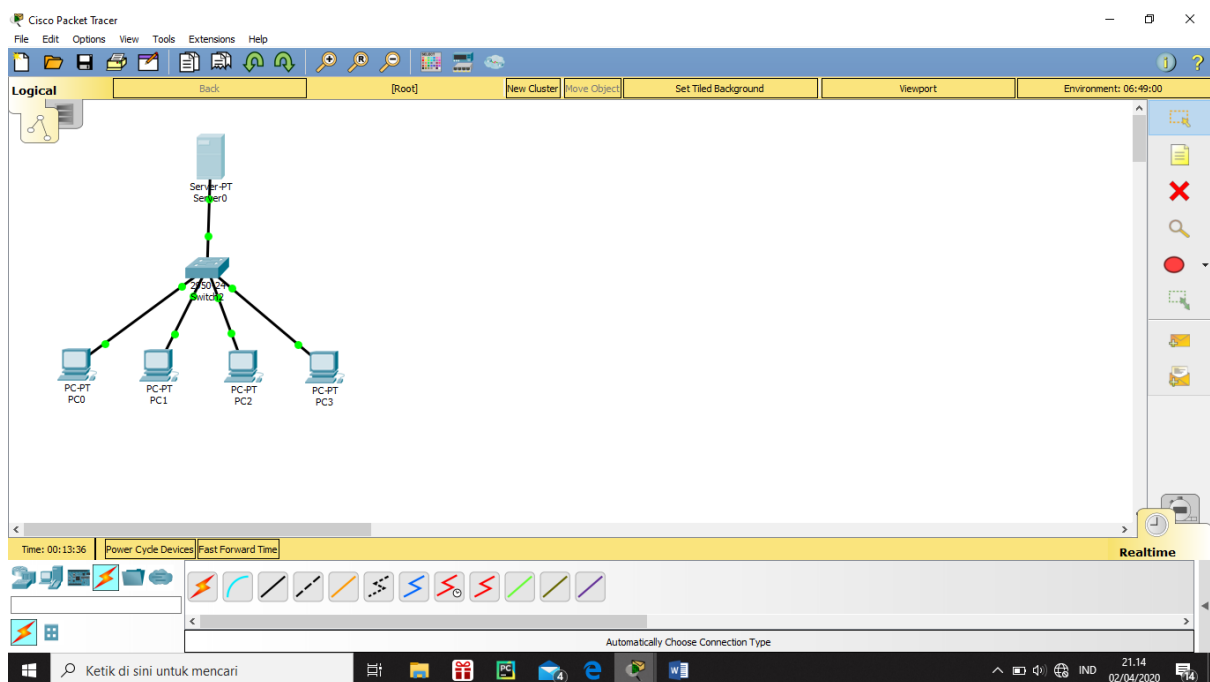 Cisco Packet Tracer
File Edit Options View Tools Extensions Help
Logical Back [Root] New Cluster Move Object Set Tiled Background Viewport Environment: 06:49:00
Server-PT
Server0
2950-24
Switch2
PC-PT
PC0
PC-PT
PC1
PC-PT
PC2
PC-PT
PC3
Time: 00:13:36 Power Cycle Devices Fast Forward Time Realtime
Automatically Choose Connection Type
Ketik di sini untuk mencari
PC
4
W
IND
21.14
02/04/2020
14